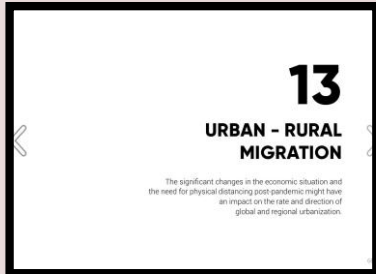 13
URBAN - RURAL
MIGRATION
The significant changes in the economic situation and
the need for physical distancing post-pandemic might have
an impact on the rate and direction of
global and regional urbanization.